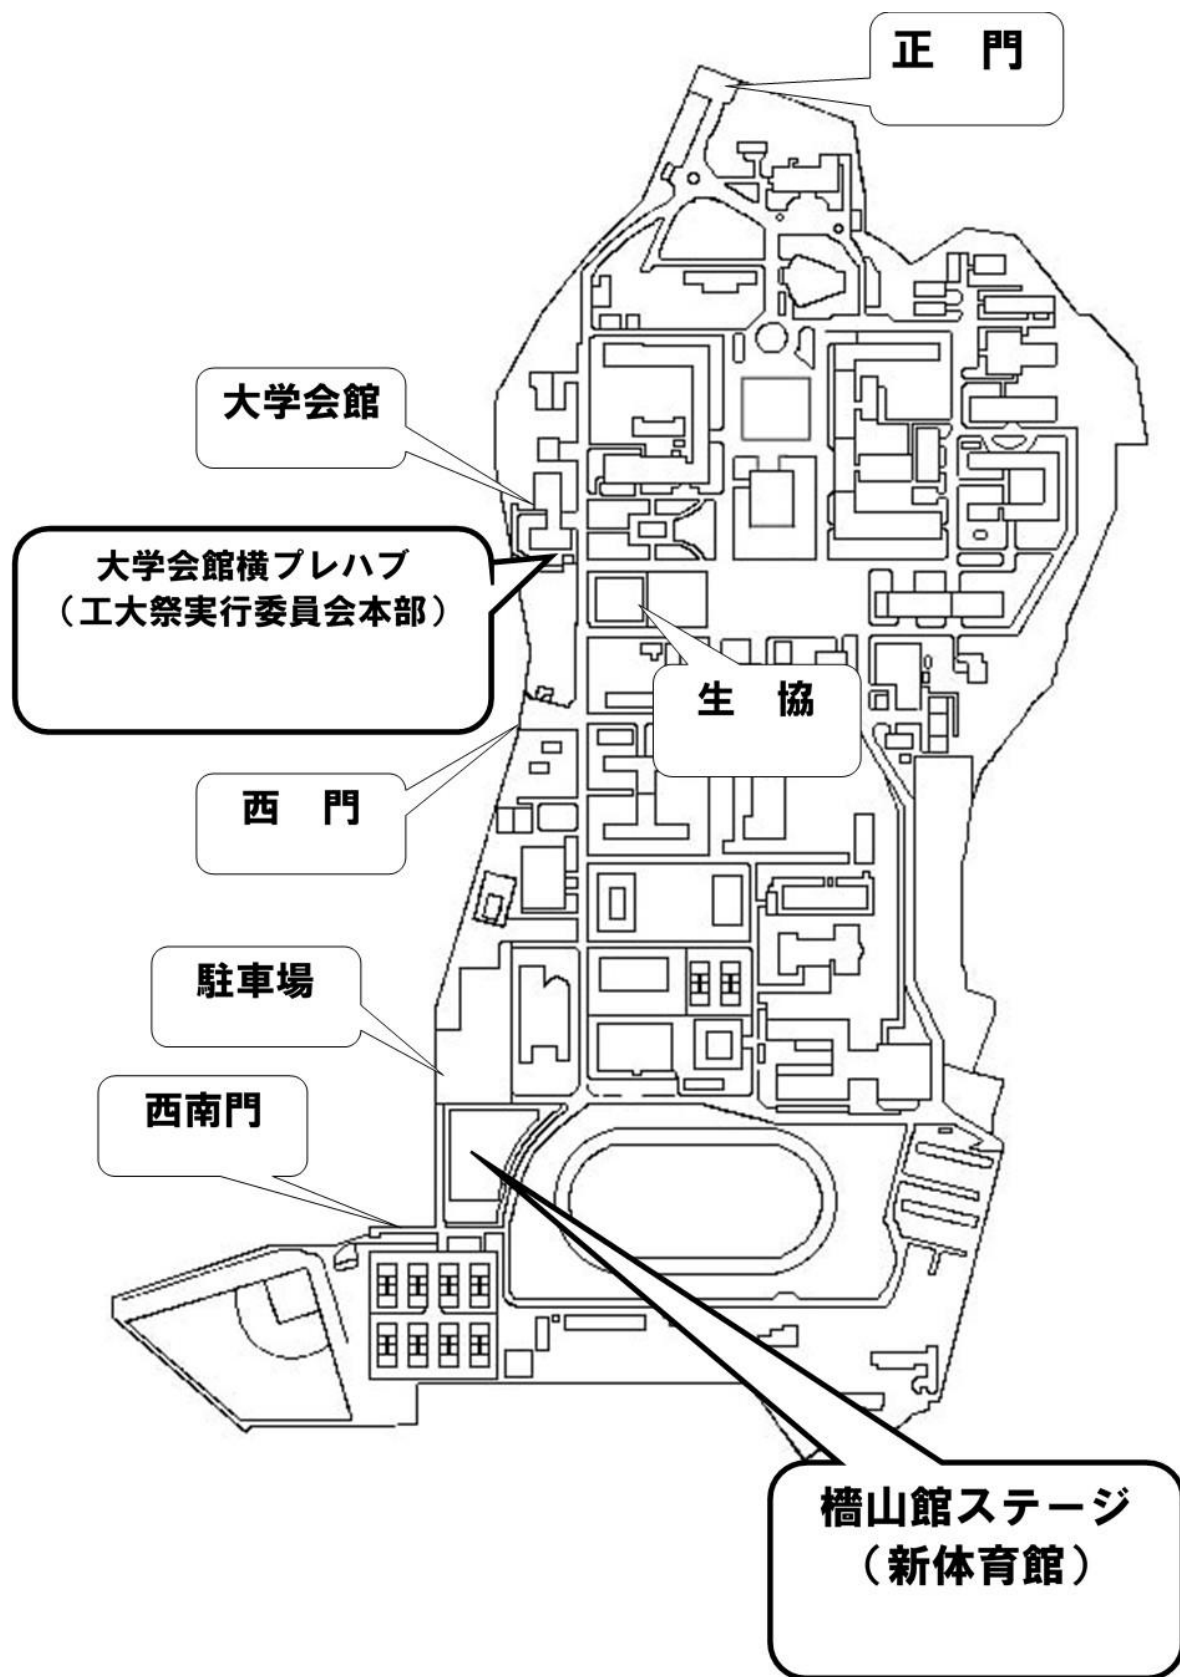 正　門
大学会館
大学会館横プレハブ
（工大祭実行委員会本部）
生　協
西　門
駐車場
西南門
檣山館ステージ
（新体育館）